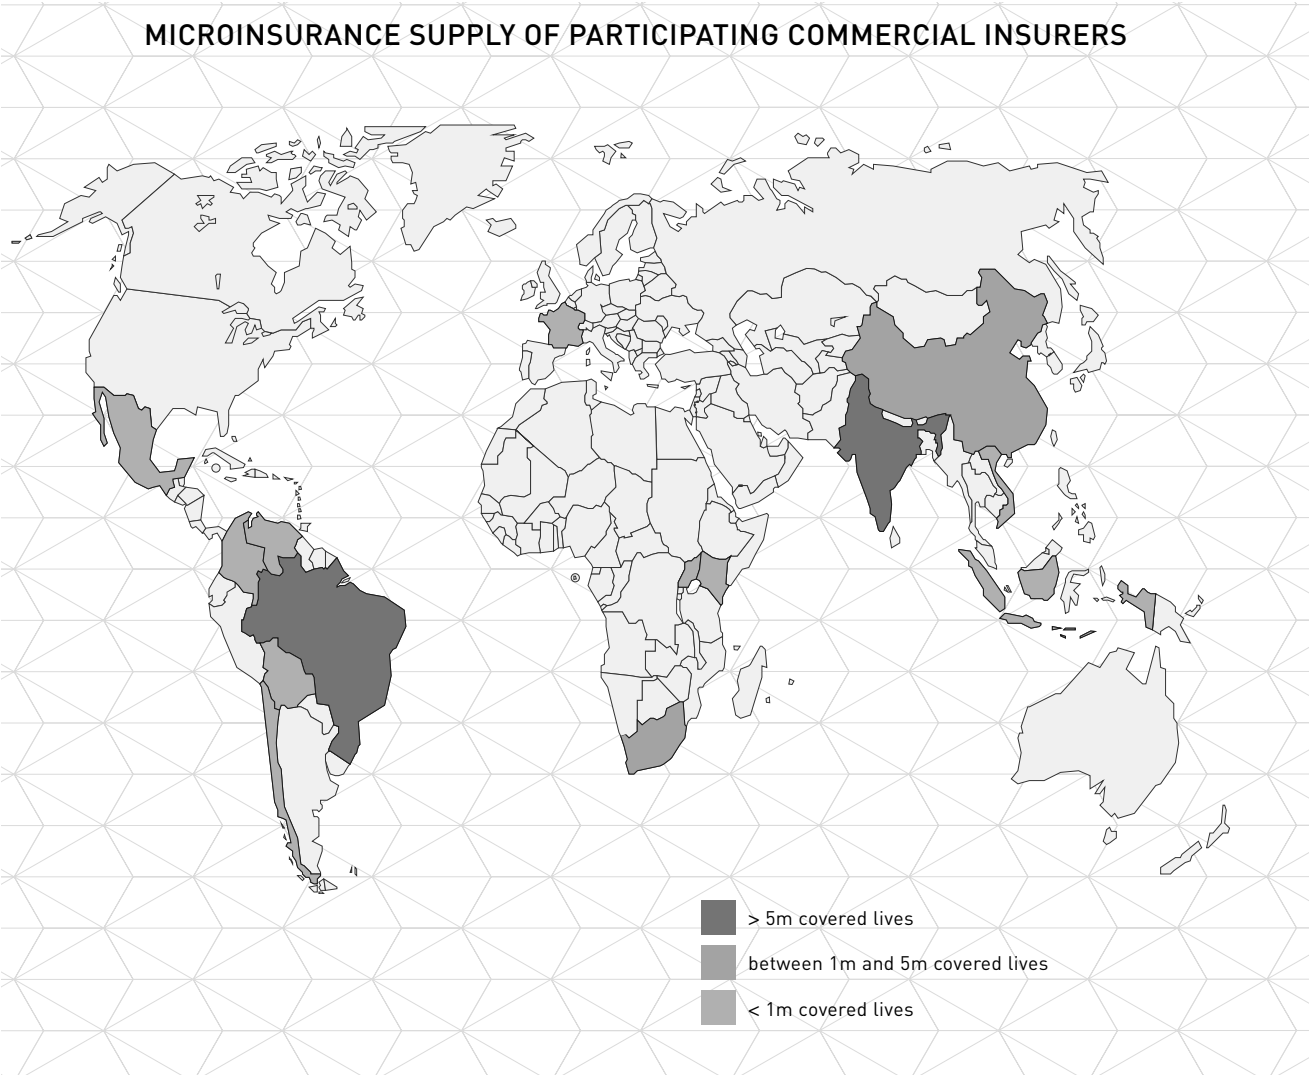 MICROINSURANCE SUPPLY OF PARTICIPATING COMMERCIAL INSURERS
> 5m covered lives
between 1m and 5m covered lives
< 1m covered lives